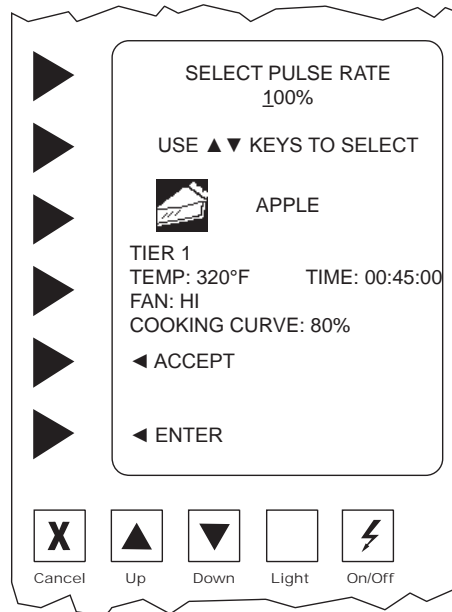 SELECT PULSE RATE
100%
USE ▲▼ KEYS TO SELECT
APPLE
TIER 1
TEMP: 320°F TIME: 00:45:00
FAN: HI
COOKING CURVE: 80%
◄ ACCEPT
◄ ENTER
X
Cancel Up Down Light On/Off